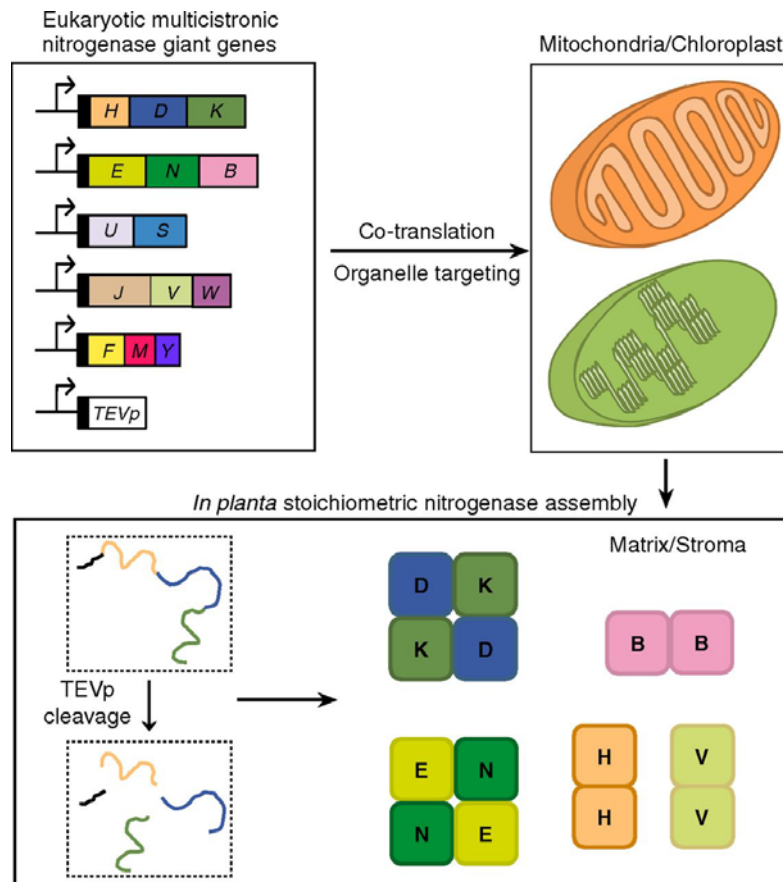 Eukaryotic multicistronic
nitrogenase giant genes
H D K
E N B
U S
J V W
F M Y
TEVp
Co-translation
Organelle targeting
Mitochondria/Chloroplast
In planta stoichiometric nitrogenase assembly
TEVp
cleavage
D K
K D
E N
N E
Matrix/Stroma
B B
H V
H V